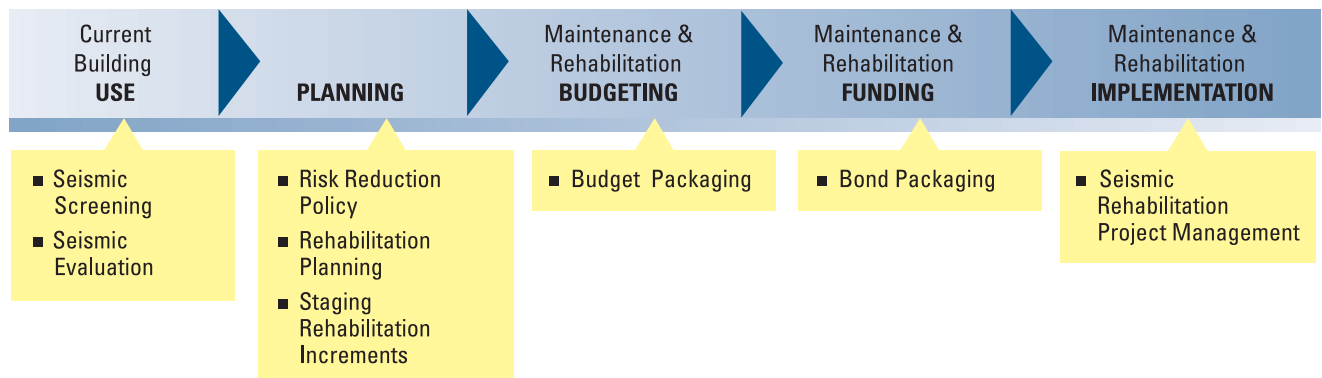 Current
Building
USE
PLANNING
Maintenance &
Rehabilitation
BUDGETING
Maintenance &
Rehabilitation
FUNDING
Maintenance &
Rehabilitation
IMPLEMENTATION
■ Seismic
Screening
■ Seismic
Evaluation
■ Risk Reduction
Policy
■ Rehabilitation
Planning
■ Staging
Rehabilitation
Increments
■ Budget Packaging
■ Bond Packaging
■ Seismic
Rehabilitation
Project Management